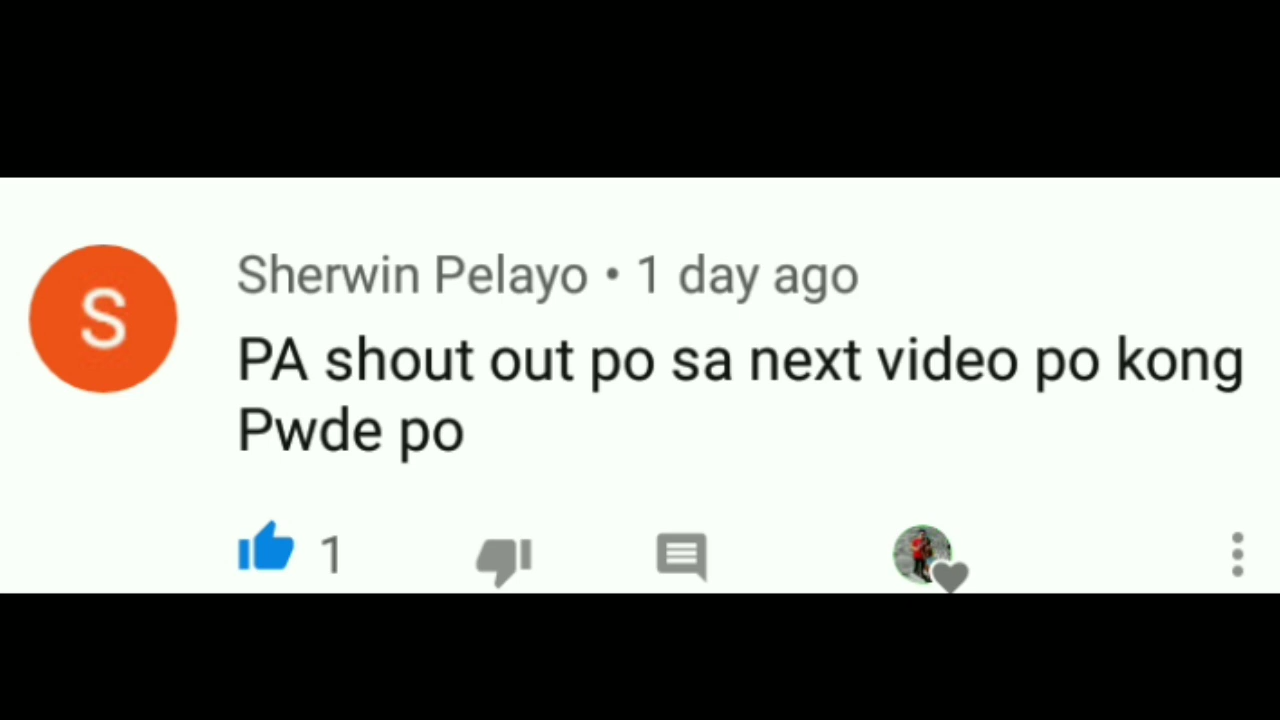 S
Sherwin Pelayo • 1 day ago
PA shout out po sa next video po kong
Pwde po
1